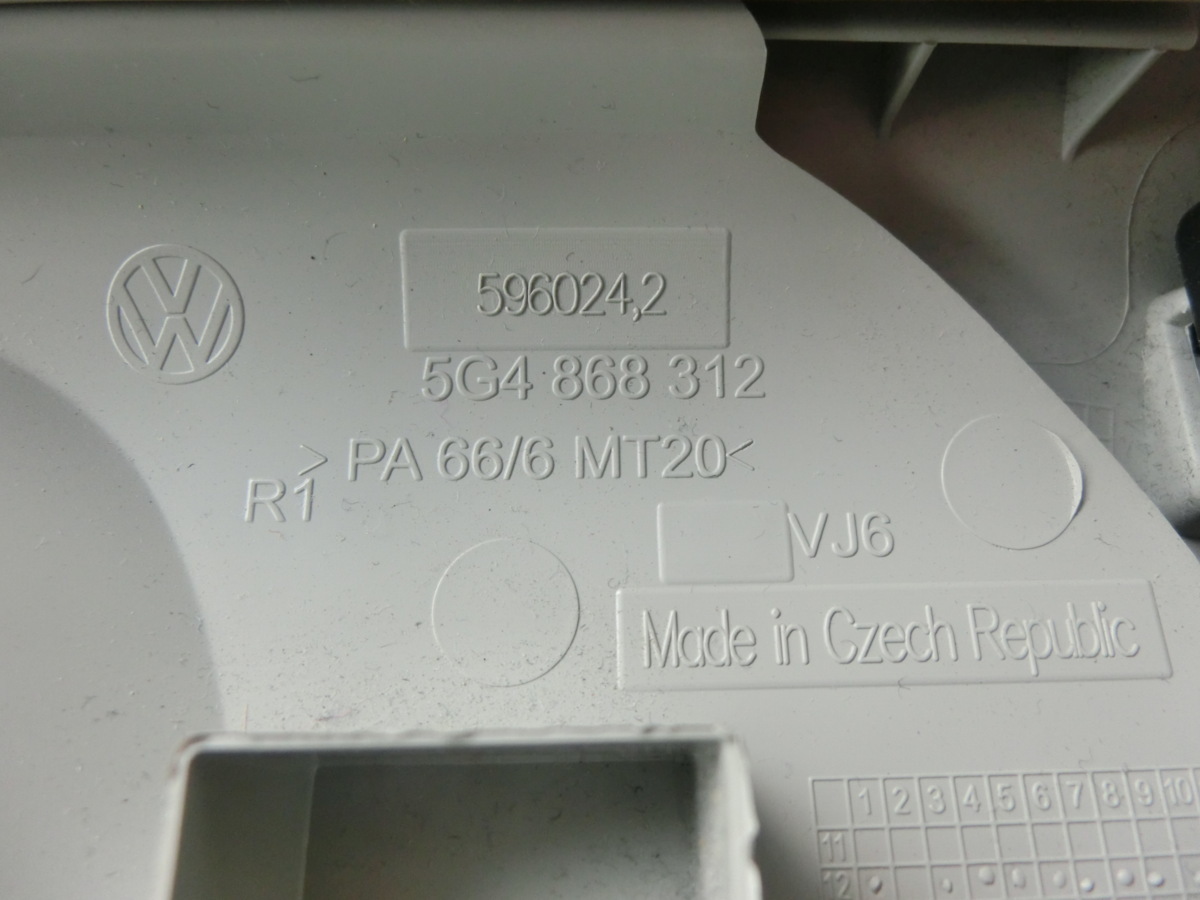 596024,2
5G4 868 312
> PA 66/6 MT20<
R1
VJ6
Made in Czech Republic
1 2 3 4 5 6 7 8 9 10
11
12